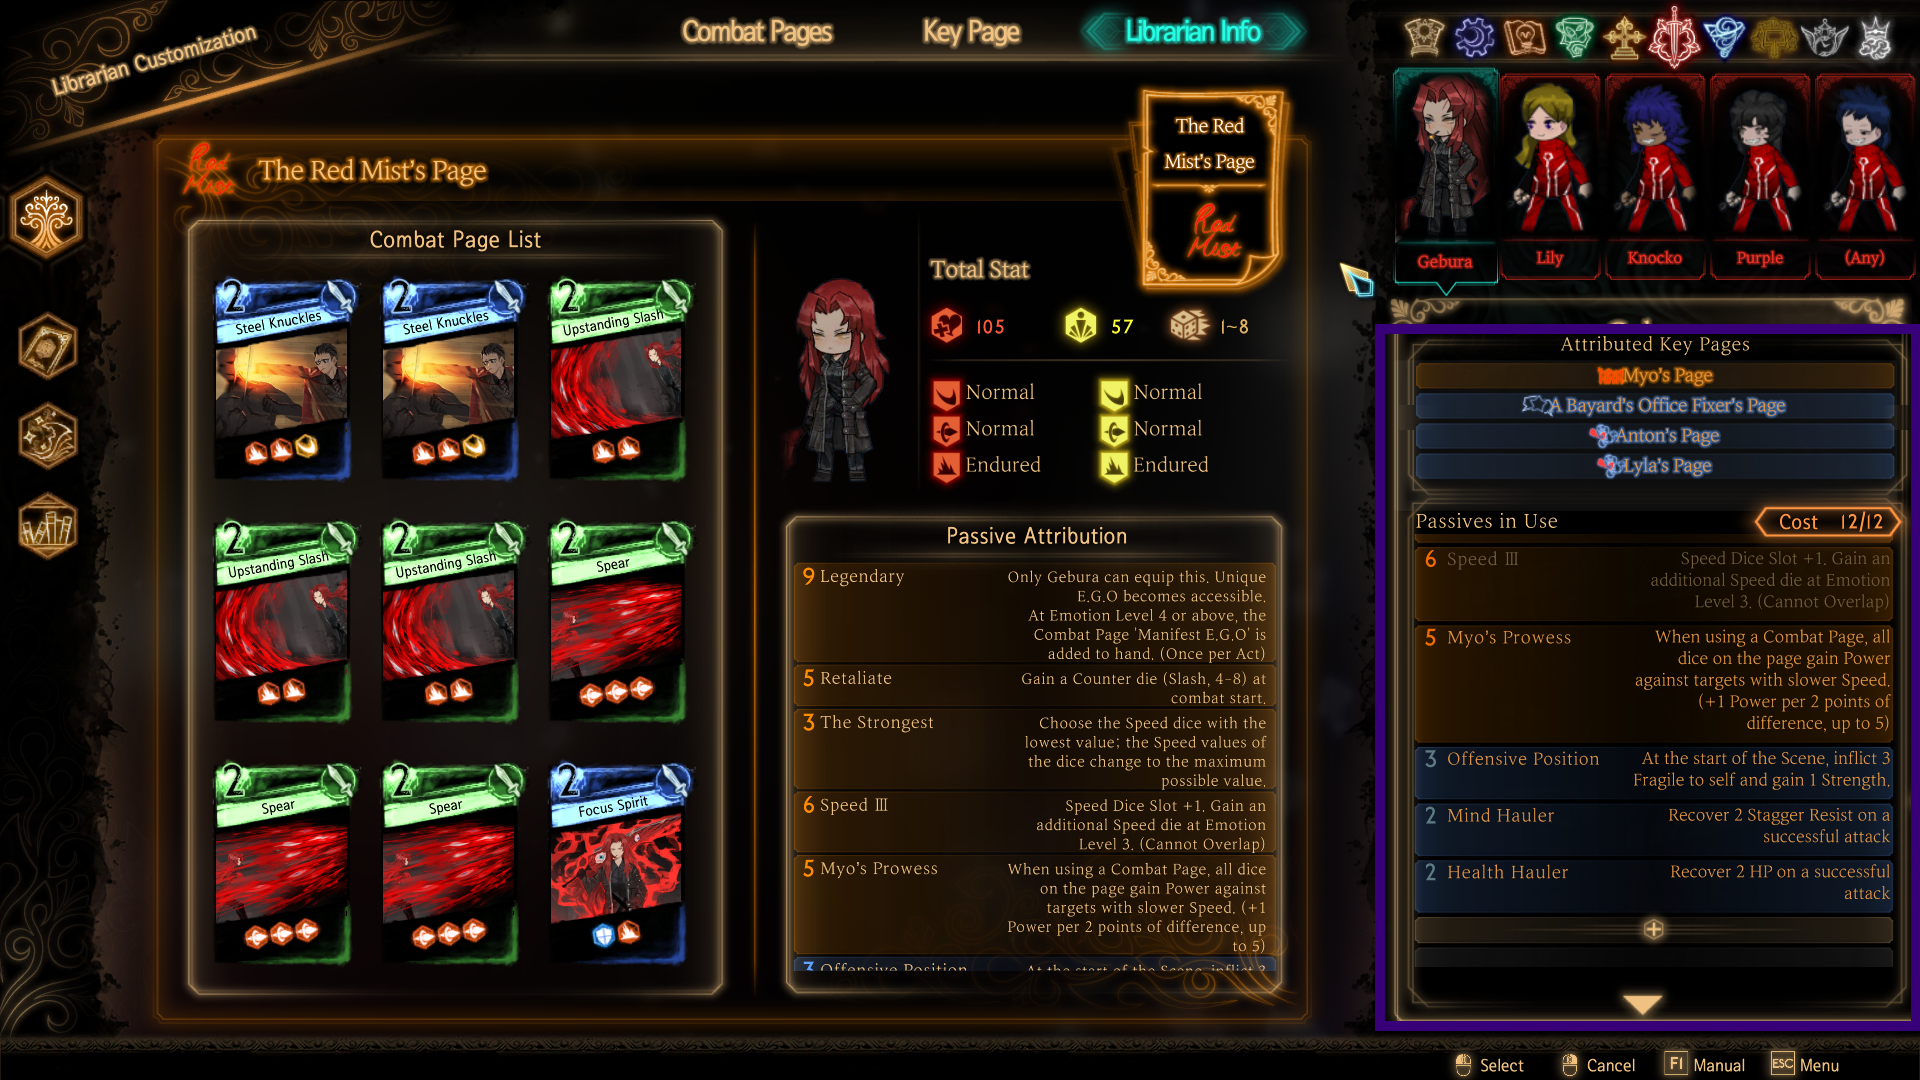 Librarian Customization
Combat Pages
Key Page
Librarian Info
Red Mist
The Red Mist's Page
The Red
Mist's Page
Red
Mist
Combat Page List
2
Steel Knuckles
2
Steel Knuckles
2
Upstanding Slash
2
Upstanding Slash
2
Upstanding Slash
2
Spear
2
Spear
2
Spear
2
Focus Spirit
Total Stat
105
57
1~8
Normal
Normal
Normal
Normal
Endured
Endured
Passive Attribution
9 Legendary
Only Gebura can equip this. Unique
E.G.O becomes accessible.
At Emotion Level 4 or above, the
Combat Page 'Manifest E.G.O' is
added to hand. (Once per Act)
5 Retaliate
Gain a Counter die (Slash, 4-8) at
combat start.
3 The Strongest
Choose the Speed dice with the
lowest value; the Speed values of
the dice change to the maximum
possible value.
6 Speed III
Speed Dice Slot +1. Gain an
additional Speed die at Emotion
Level 3. (Cannot Overlap)
5 Myo's Prowess
When using a Combat Page, all dice
on the page gain Power against
targets with slower Speed. (+1
Power per 2 points of difference, up
to 5)
3 Offensive Position
At the start of the Scene, inflict 3
Gebura
Lily
Knocko
Purple
(Any)
Attributed Key Pages
Myo's Page
A Bayard's Office Fixer's Page
Anton's Page
Lyla's Page
Passives in Use
Cost 12/12
6 Speed III
Speed Dice Slot +1. Gain an
additional Speed die at Emotion
Level 3. (Cannot Overlap)
5 Myo's Prowess
When using a Combat Page, all
dice on the page gain Power
against targets with slower Speed.
(+1 Power per 2 points of
difference, up to 5)
3 Offensive Position
At the start of the Scene, inflict 3
Fragile to self and gain 1 Strength.
2 Mind Hauler
Recover 2 Stagger Resist on a
successful attack
2 Health Hauler
Recover 2 HP on a successful
attack
Select
Cancel
F1 Manual
ESC Menu